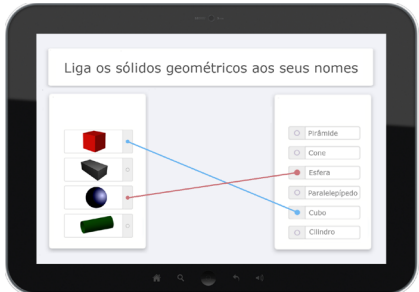 Liga os sólidos geométricos aos seus nomes
Pirâmide
Cone
Esfera
Paralelepípedo
Cubo
Cilindro